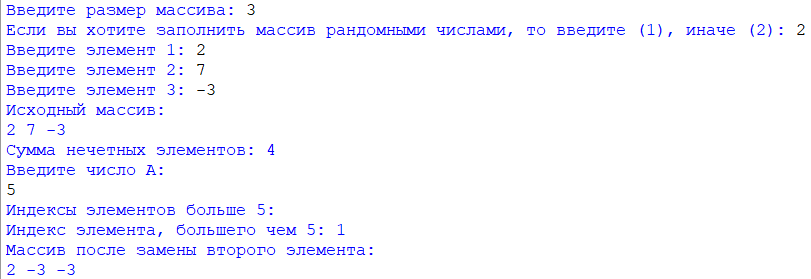 Введите размер массива: 3
Если вы хотите заполнить массив рандомными числами, то введите (1), иначе (2): 2
Введите элемент 1: 2
Введите элемент 2: 7
Введите элемент 3: -3
Исходный массив:
2 7 -3
Сумма нечетных элементов: 4
Введите число A:
5
Индексы элементов больше 5:
Индекс элемента, большего чем 5: 1
Массив после замены второго элемента:
2 -3 -3